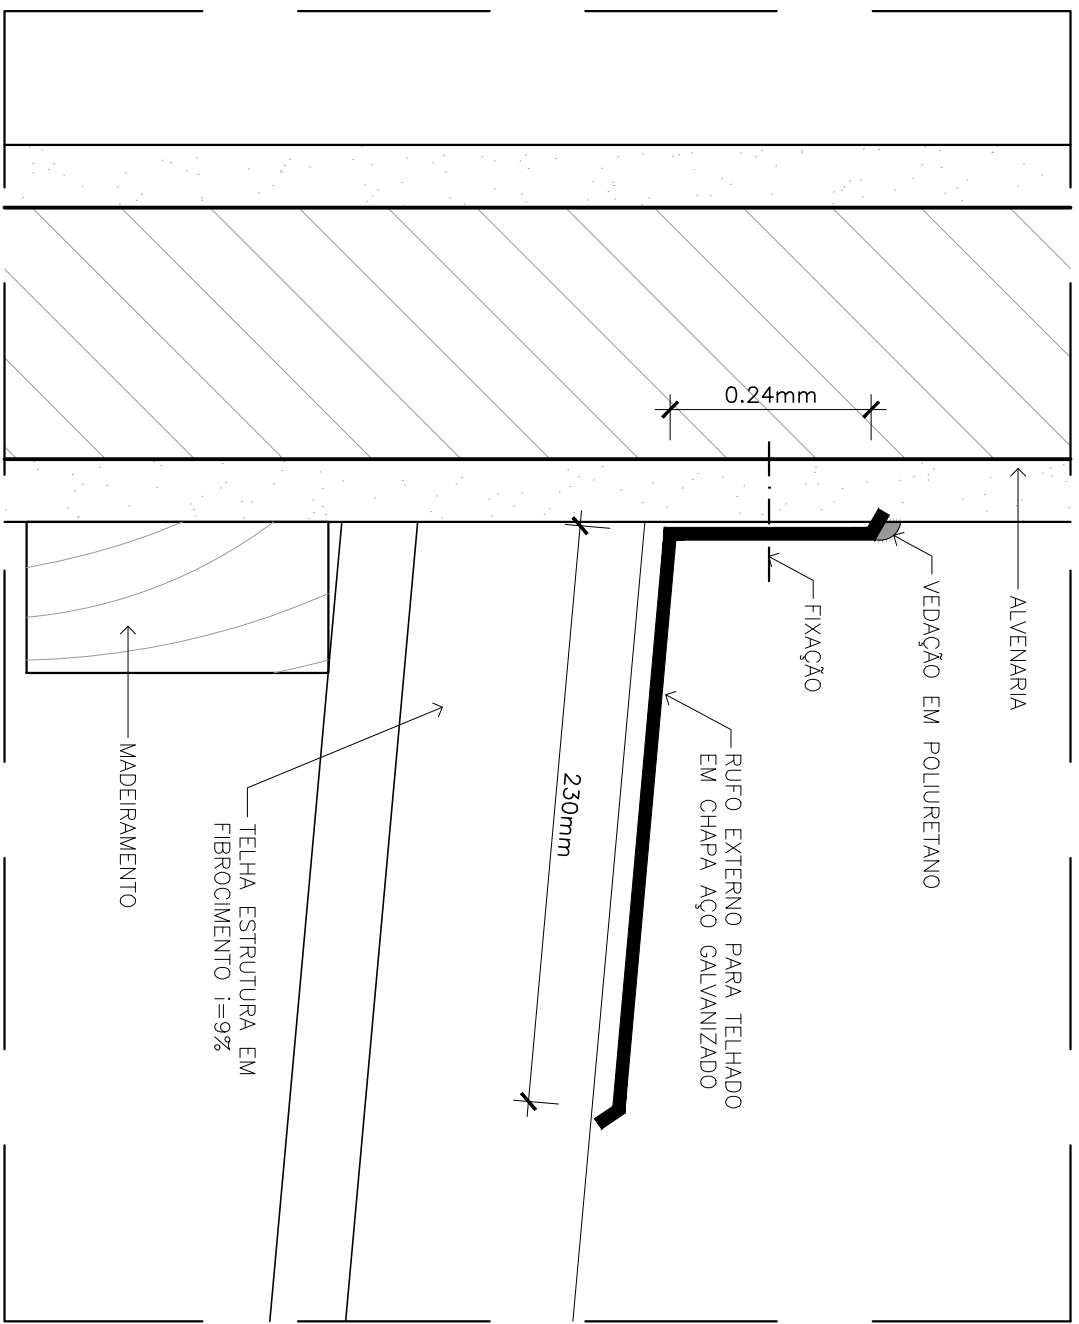 ALVENARIA
VEDAÇÃO EM POLIURETANO
FIXAÇÃO
0.24mm
RUFO EXTERNO PARA TELHADO
EM CHAPA AÇO GALVANIZADO
230mm
TELHA ESTRUTURA EM
FIBROCIMENTO i=9%
MADEIRAMENTO